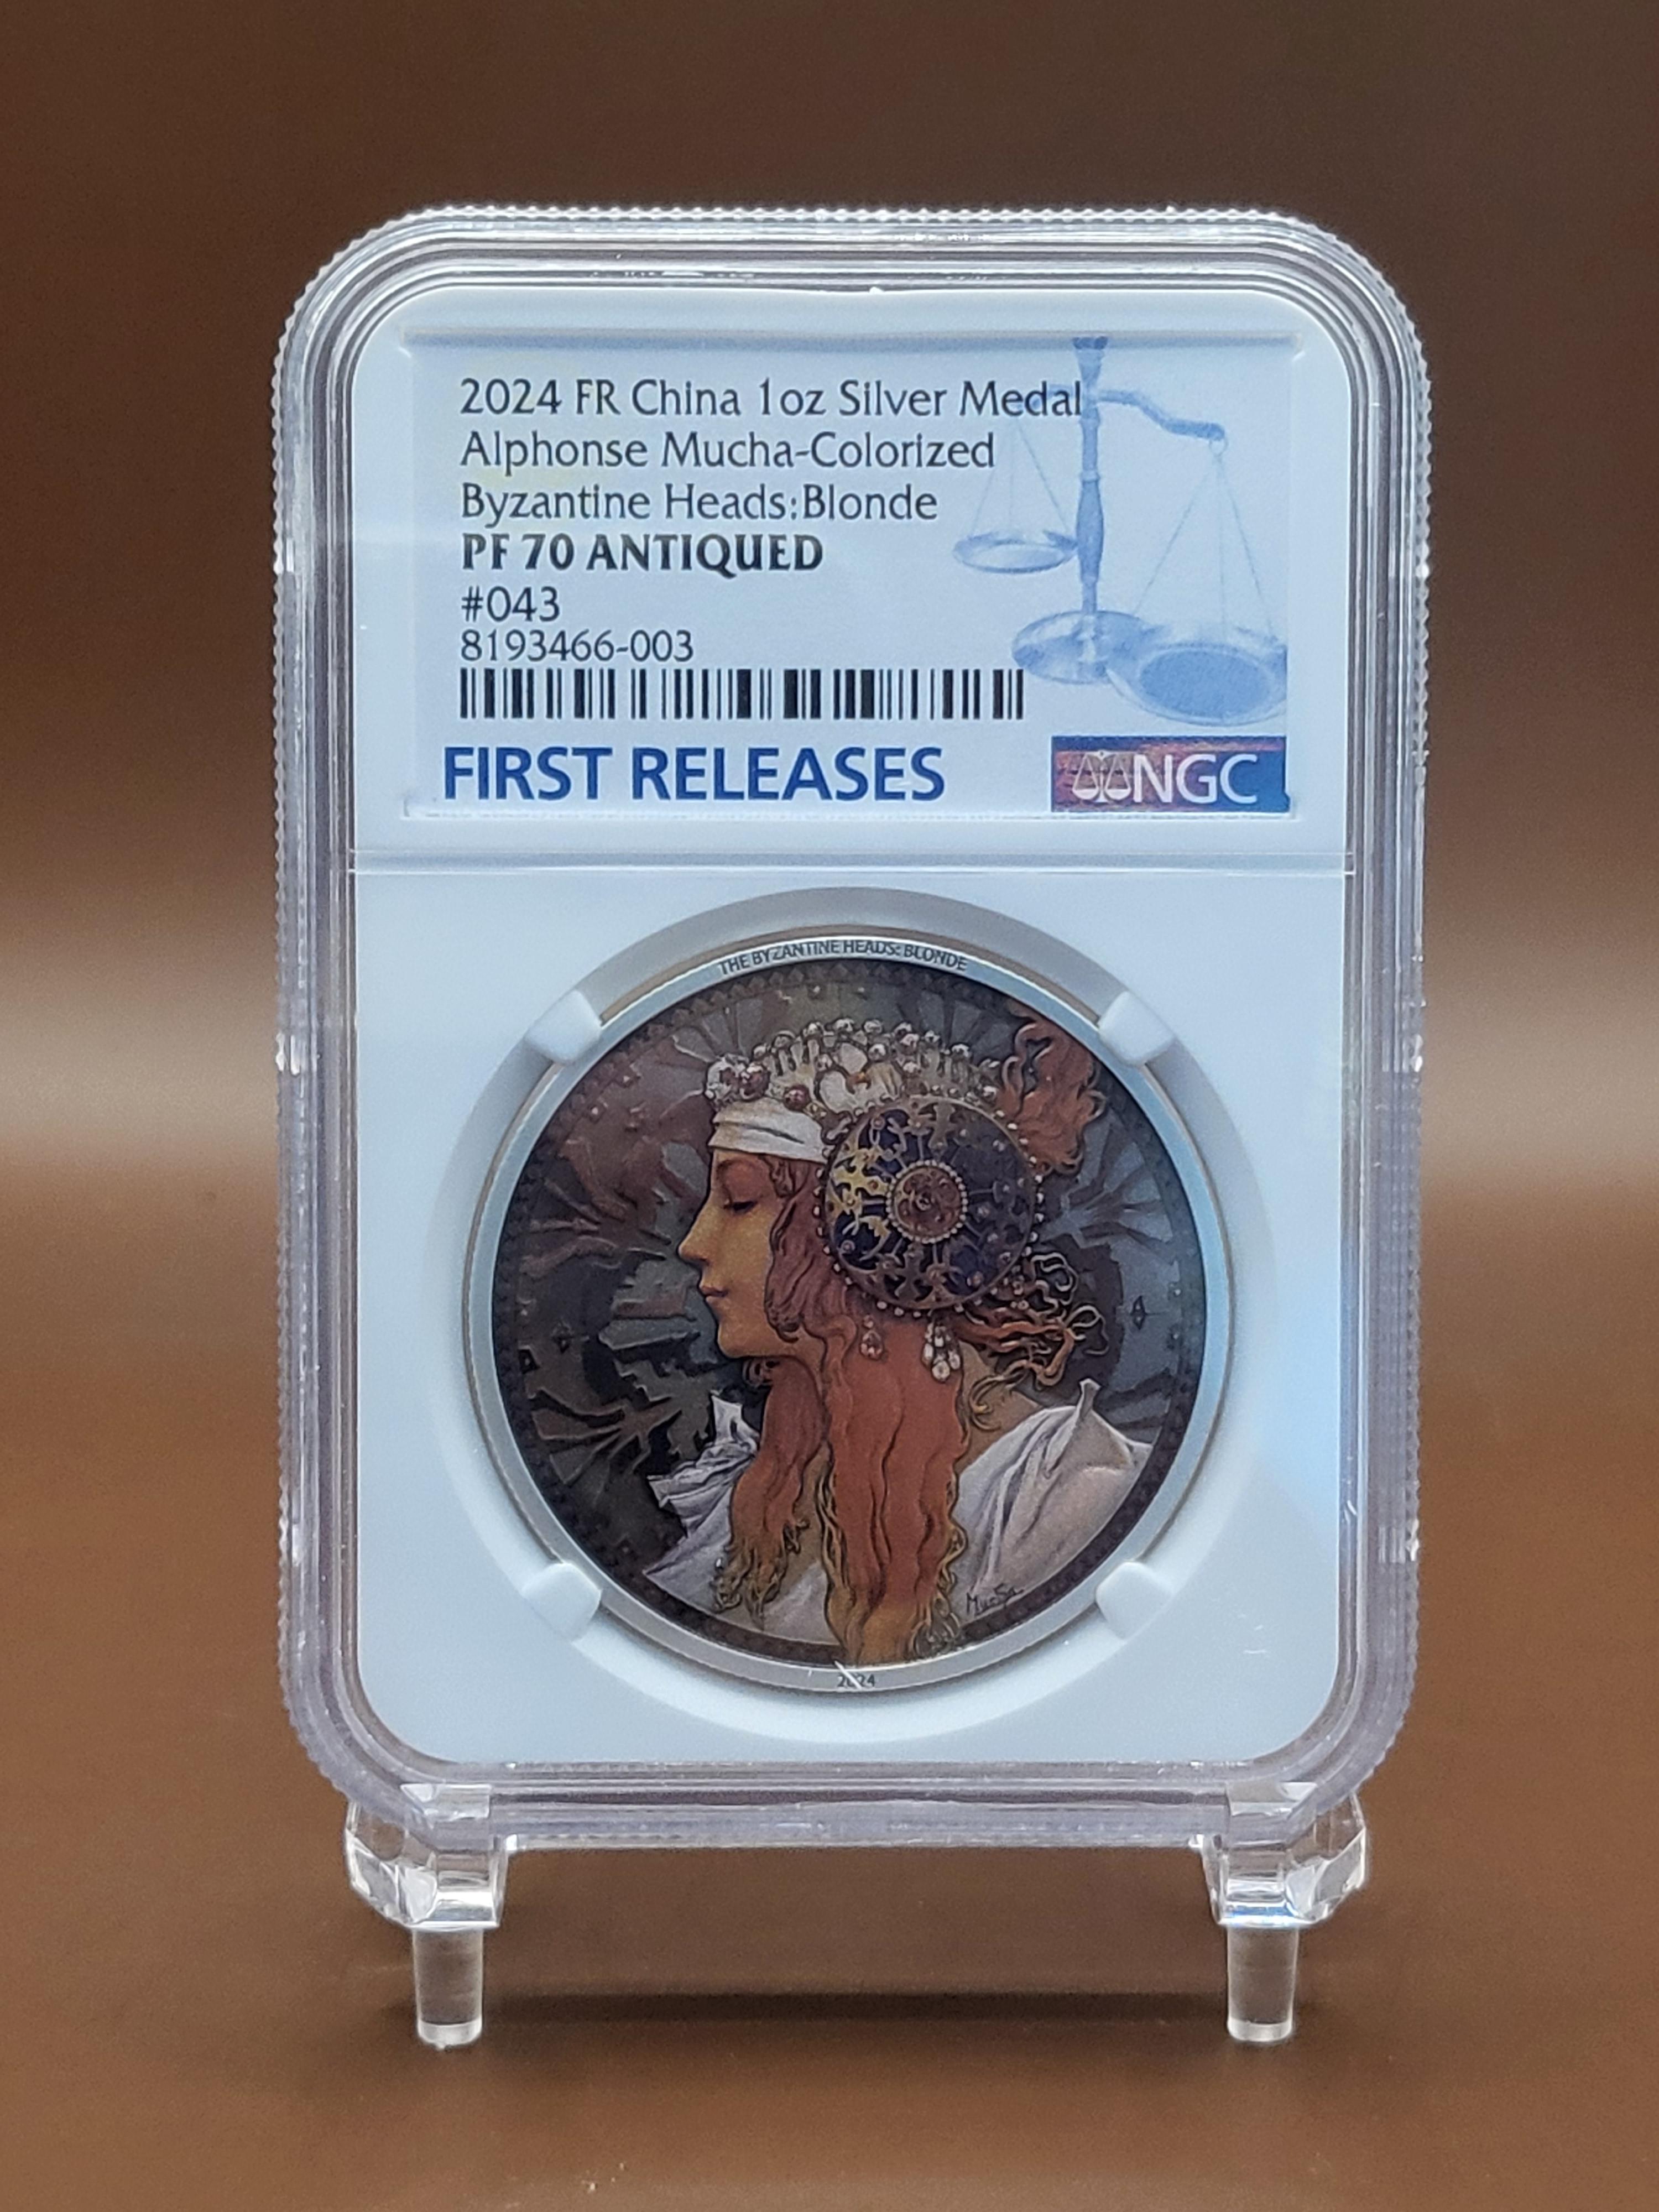 2024 FR China 1oz Silver Medal
Alphonse Mucha-Colorized
Byzantine Heads:Blonde
PF 70 ANTIQUED
#043
8193466-003
FIRST RELEASES
NGC
THE BYZANTINE HEADS: BLONDE
Mucha
2024